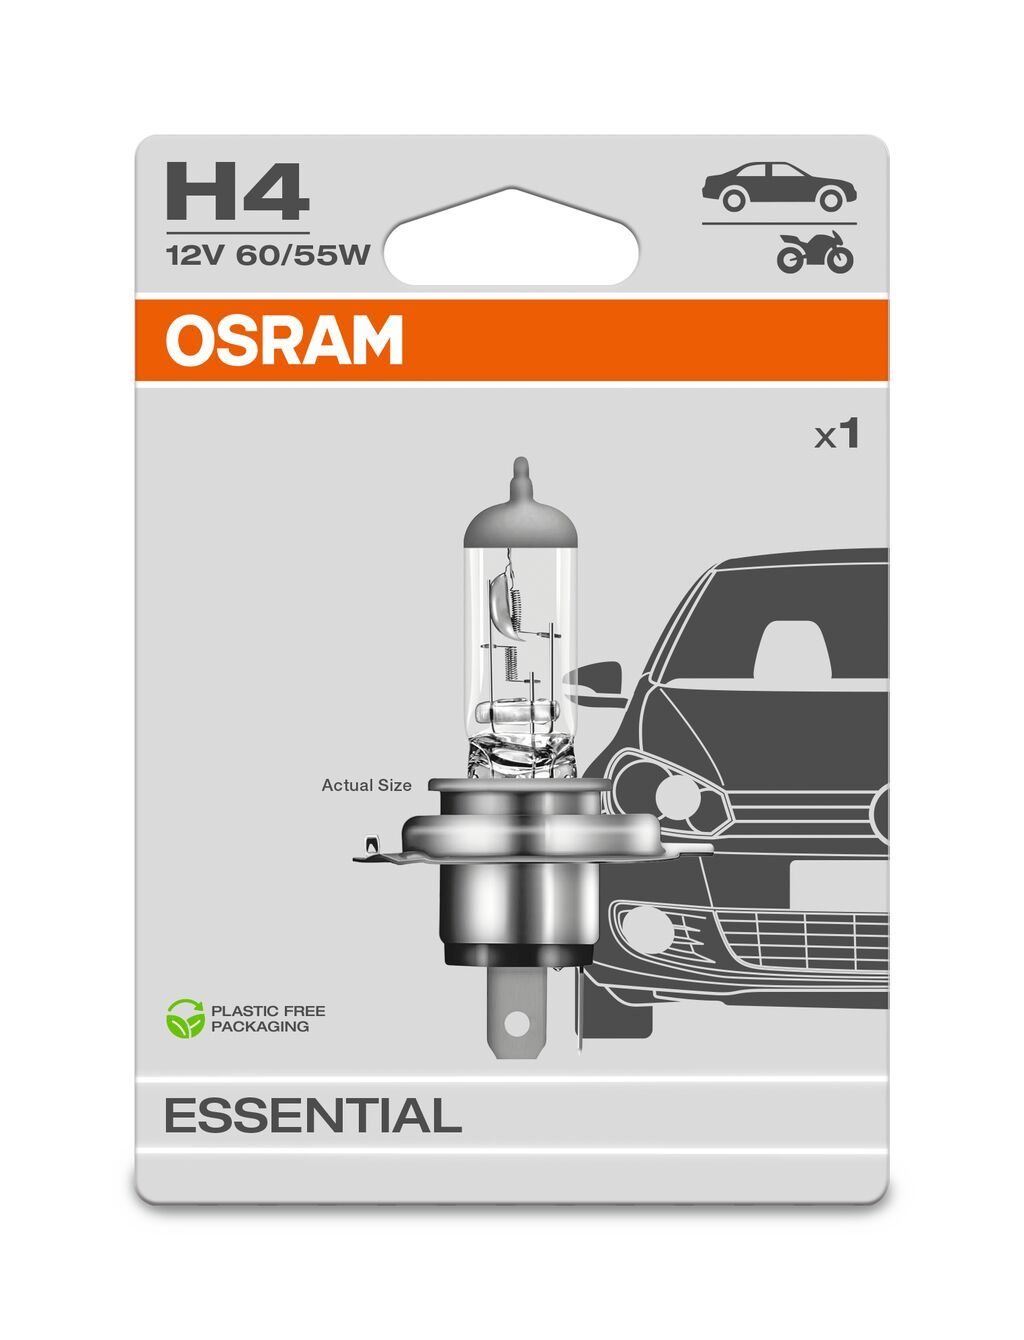 H4
12V 60/55W
OSRAM
x1
Actual Size
PLASTIC FREE
PACKAGING
ESSENTIAL